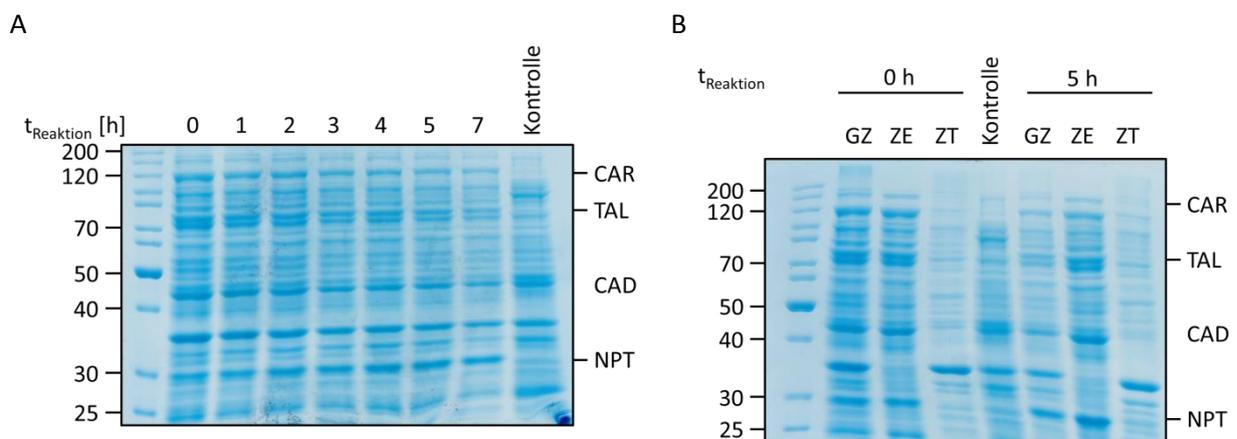 A
B
Kontrolle
t Reaktion [h] 0 1 2 3 4 5 7
200
120
70
50
40
30
25
CAR
TAL
CAD
NPT
t Reaktion
0 h
Kontrolle
5 h
GZ ZE ZT GZ ZE ZT
200
120
70
50
40
30
25
CAR
TAL
CAD
NPT